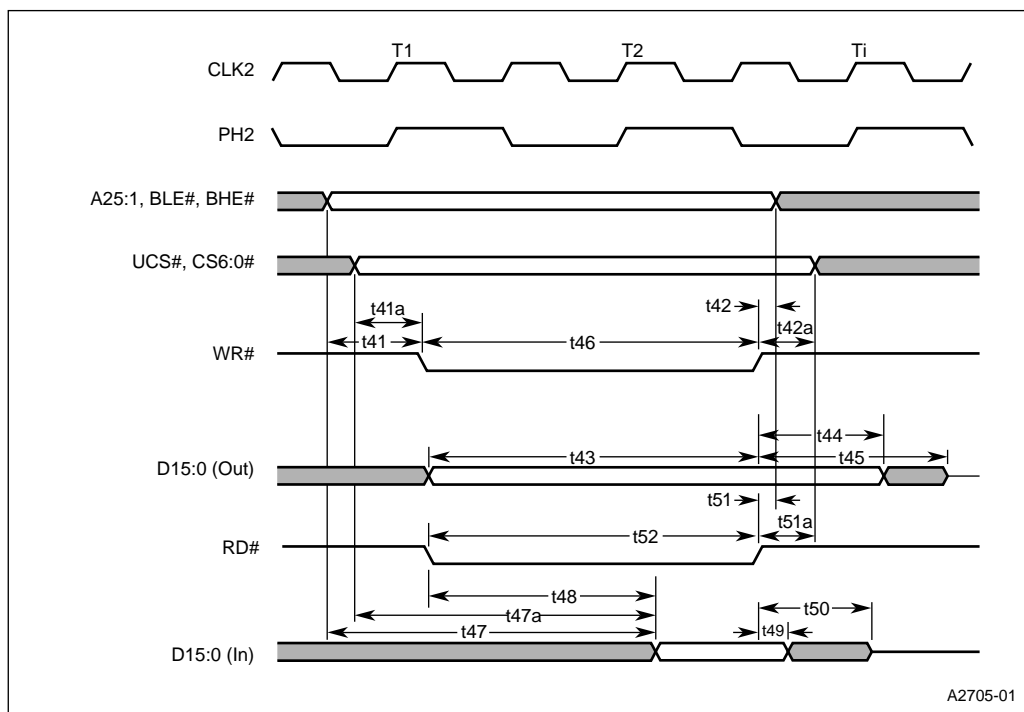 T1 T2 Ti
CLK2
PH2
A25:1, BLE#, BHE#
UCS#, CS6:0#
t41a t42
t42a
t41 t46
WR#
t44
t43 t45
D15:0 (Out)
t51
t51a
t52
RD#
t48
t47a t50
t47 t49
D15:0 (In)
A2705-01